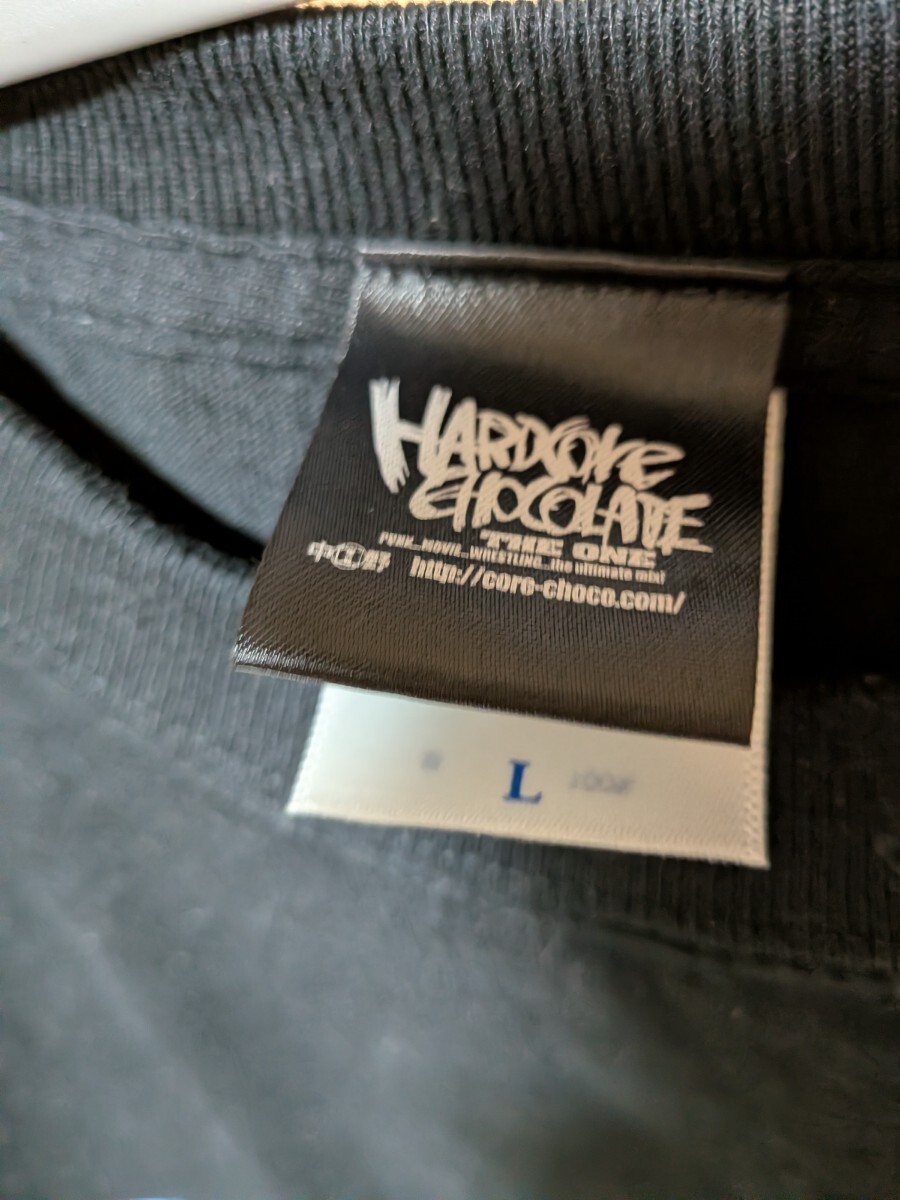 HARDCORE
CHOCOLATE
THE ONE
PUNK_MOVIE_WRESTLING_the ultimate mix!
http://core-choco.com/
L